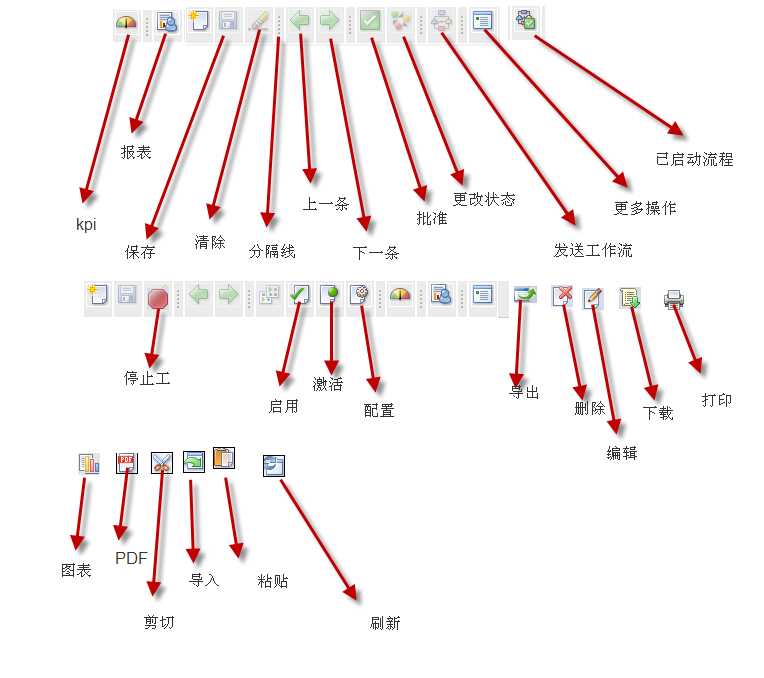 报表
已启动流程
kpi
保存
清除
分隔线
上一条
下一条
批准
更改状态
发送工作流
更多操作
停止工
启用
激活
配置
导出
删除
编辑
下载
打印
PDF
图表
PDF
剪切
导入
粘贴
刷新